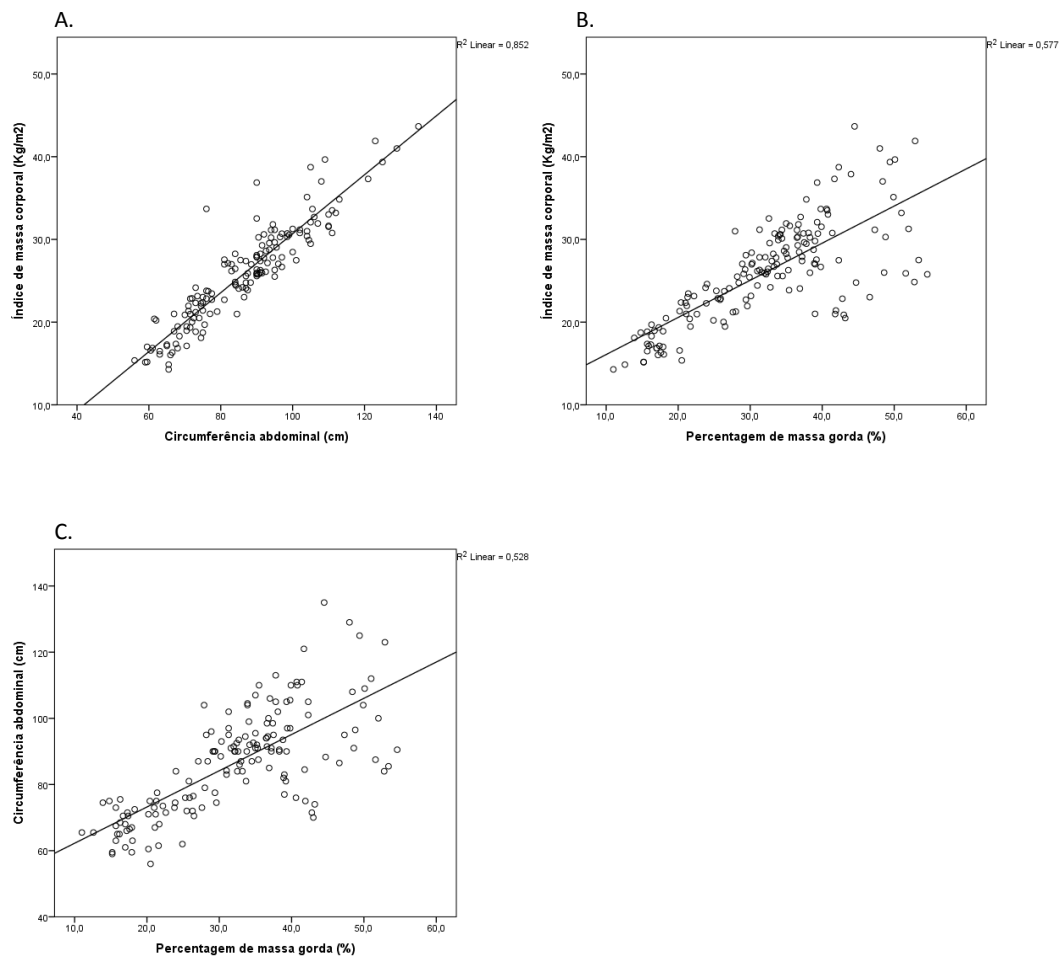 A.
R² Linear = 0,852
Índice de massa corporal (Kg/m2)
50,0
40,0
30,0
20,0
10,0
40
60
80
100
120
140
Circumferência abdominal (cm)
B.
R² Linear = 0,577
Índice de massa corporal (Kg/m2)
50,0
40,0
30,0
20,0
10,0
10,0
20,0
30,0
40,0
50,0
60,0
Percentagem de massa gorda (%)
C.
R² Linear = 0,528
Circumferência abdominal (cm)
140
120
100
80
60
40
10,0
20,0
30,0
40,0
50,0
60,0
Percentagem de massa gorda (%)